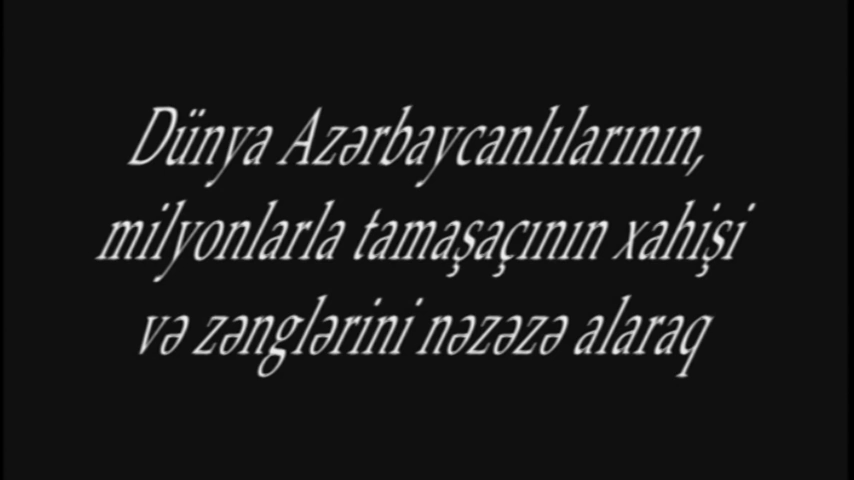 Dünya Azərbaycanlılarının,
milyonlarla tamaşaçının xahişi
və zənglərini nəzəzə alaraq